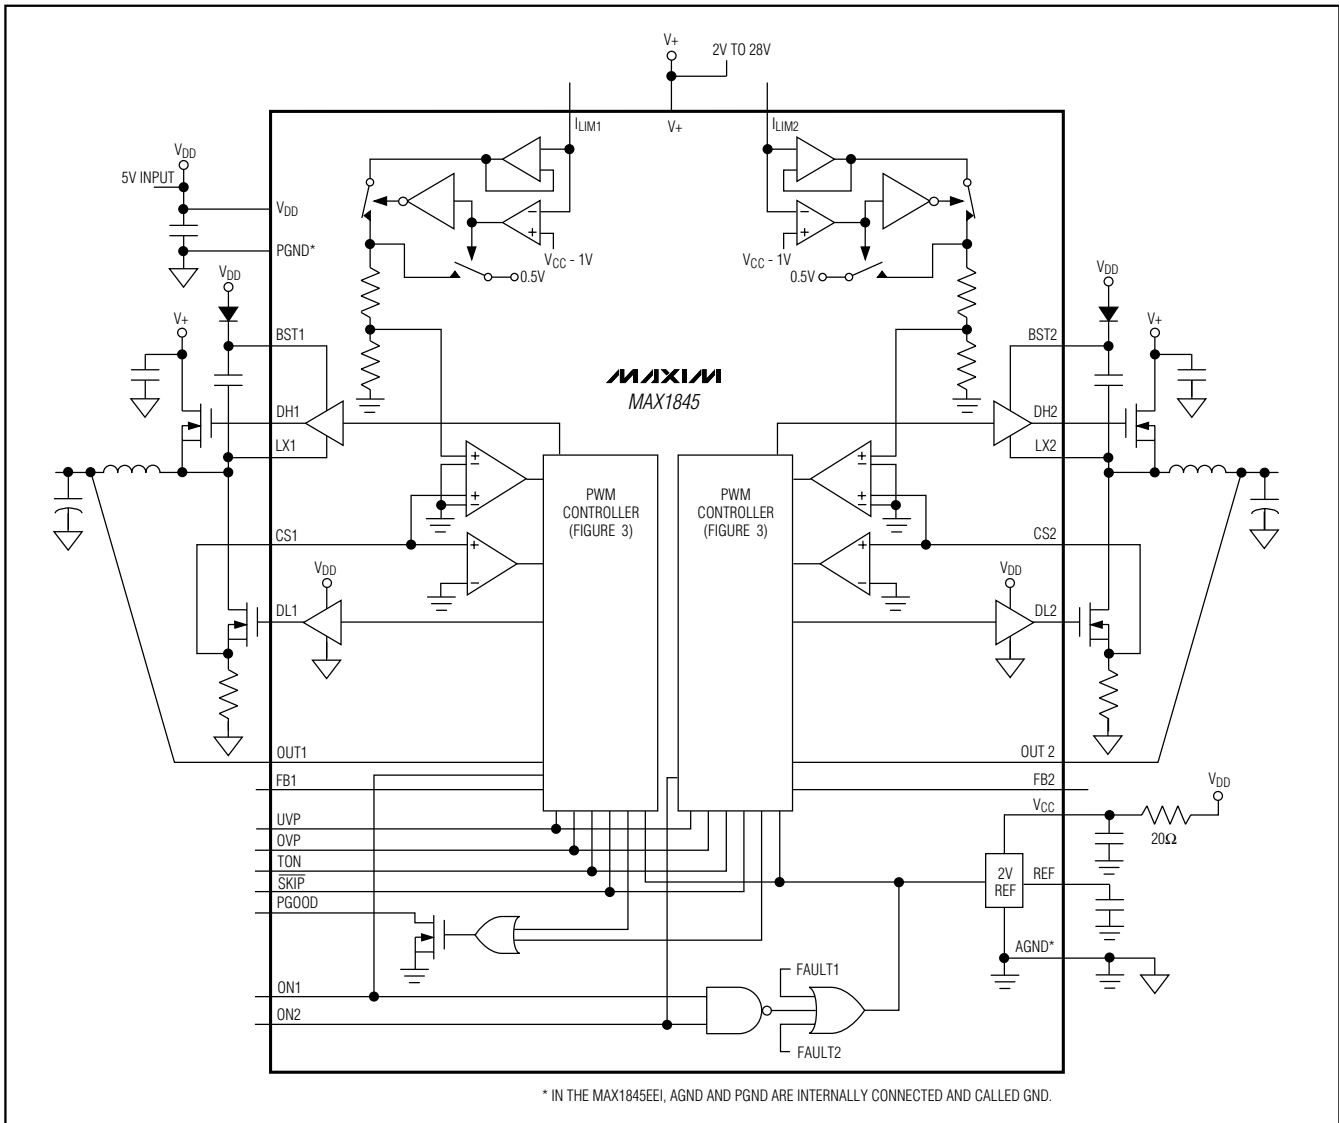 V+
2V TO 28V
ILIM1
V+
ILIM2
VDD
5V INPUT
VDD
PGND*
VCC - 1V
0.5V
VCC - 1V
0.5V
VDD
V+
BST1
DH1
LX1
MAXIM
MAX1845
VDD
V+
BST2
DH2
LX2
+
−
+
−
+
−
+
−
+
−
+
−
+
−
+
−
PWM
CONTROLLER
(FIGURE 3)
PWM
CONTROLLER
(FIGURE 3)
CS1
CS2
VDD
DL1
VDD
DL2
OUT1
FB1
UVP
OVP
TON
SKIP
PGOOD
ON1
ON2
OUT 2
FB2
VCC
VDD
20Ω
2V
REF
REF
AGND*
FAULT1
FAULT2
* IN THE MAX1845EEI, AGND AND PGND ARE INTERNALLY CONNECTED AND CALLED GND.